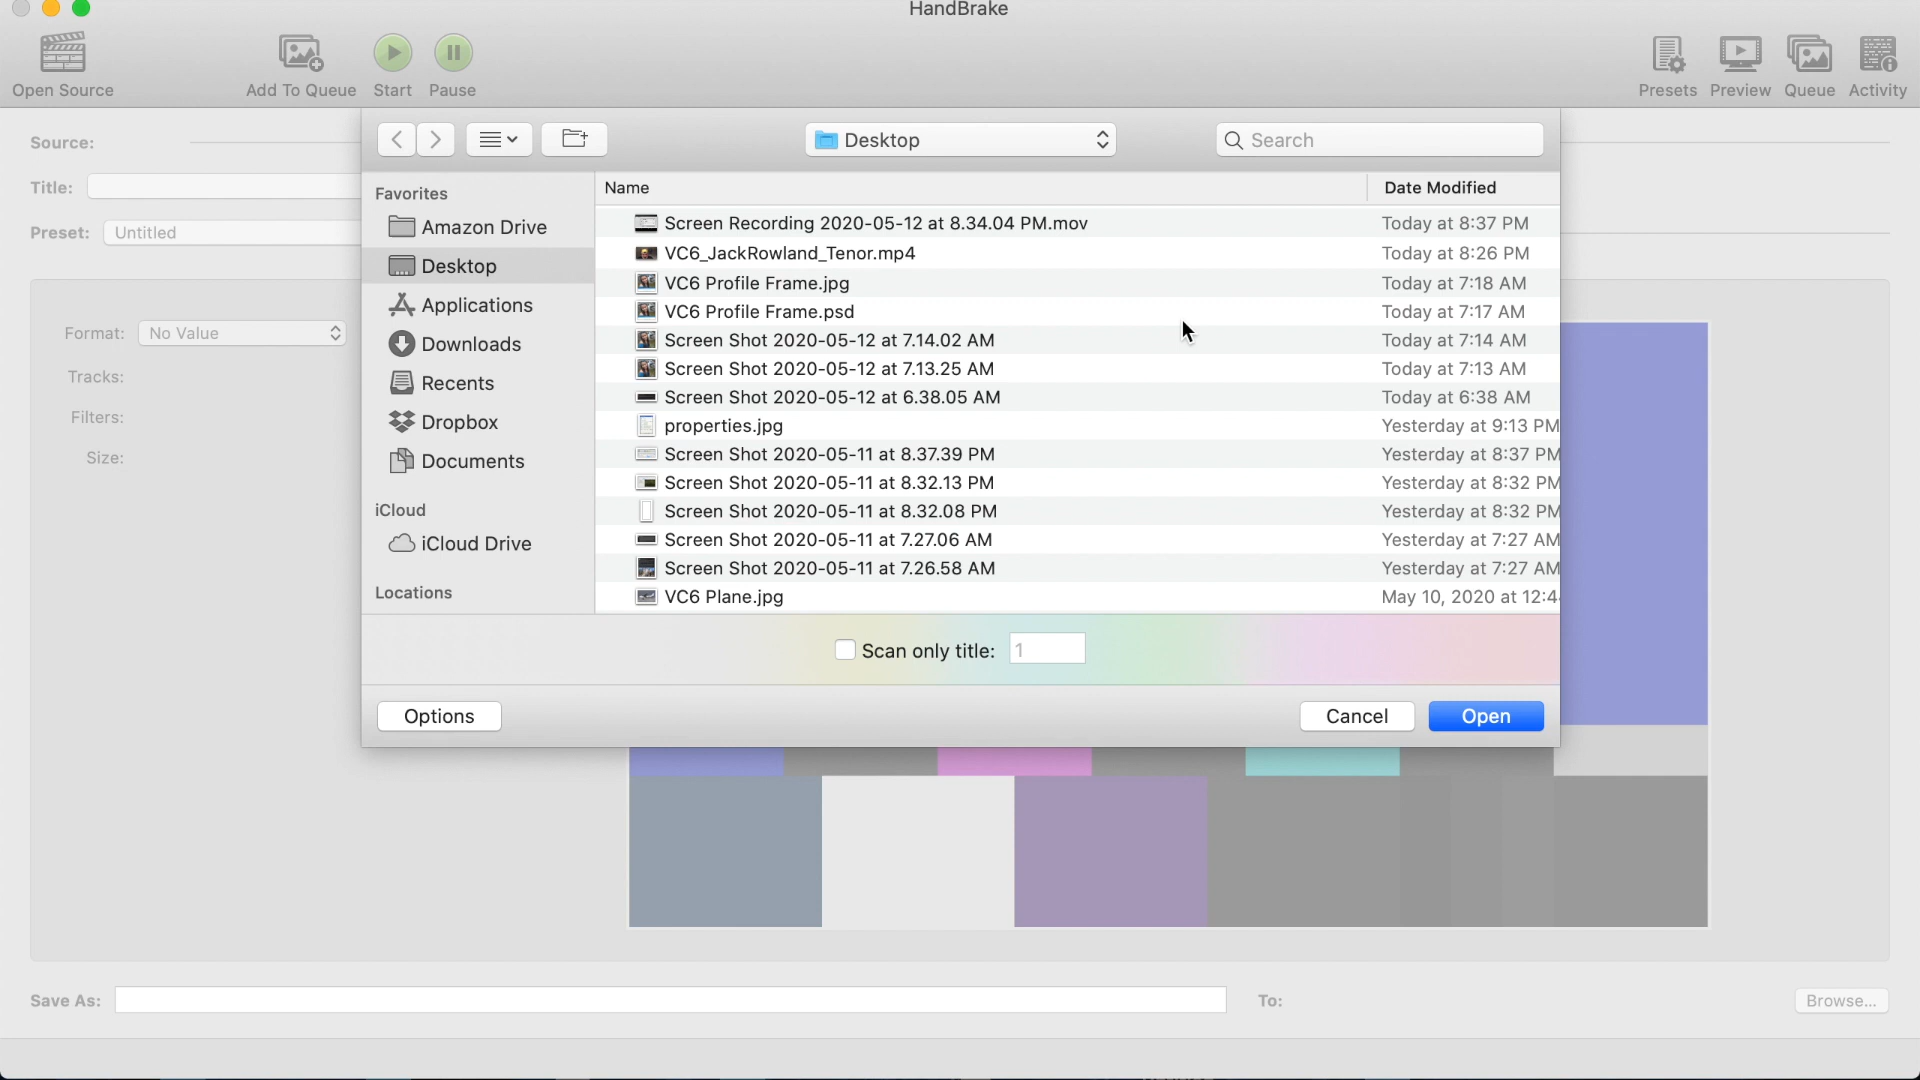 HandBrake
Open Source
Add To Queue
Start
Pause
Presets
Preview
Queue
Activity
Source:
Title:
Preset: Untitled
Format: No Value
Tracks:
Filters:
Size:
Desktop
Search
Favorites
Amazon Drive
Desktop
Applications
Downloads
Recents
Dropbox
Documents
iCloud
iCloud Drive
Locations
Name Date Modified
Screen Recording 2020-05-12 at 8.34.04 PM.mov Today at 8:37 PM
VC6_JackRowland_Tenor.mp4 Today at 8:26 PM
VC6 Profile Frame.jpg Today at 7:18 AM
VC6 Profile Frame.psd Today at 7:17 AM
Screen Shot 2020-05-12 at 7.14.02 AM Today at 7:14 AM
Screen Shot 2020-05-12 at 7.13.25 AM Today at 7:13 AM
Screen Shot 2020-05-12 at 6.38.05 AM Today at 6:38 AM
properties.jpg Yesterday at 9:13 PM
Screen Shot 2020-05-11 at 8.37.39 PM Yesterday at 8:37 PM
Screen Shot 2020-05-11 at 8.32.13 PM Yesterday at 8:32 PM
Screen Shot 2020-05-11 at 8.32.08 PM Yesterday at 8:32 PM
Screen Shot 2020-05-11 at 7.27.06 AM Yesterday at 7:27 AM
Screen Shot 2020-05-11 at 7.26.58 AM Yesterday at 7:27 AM
VC6 Plane.jpg May 10, 2020 at 12:4
Scan only title: 1
Options
Cancel
Open
Save As:
To:
Browse...